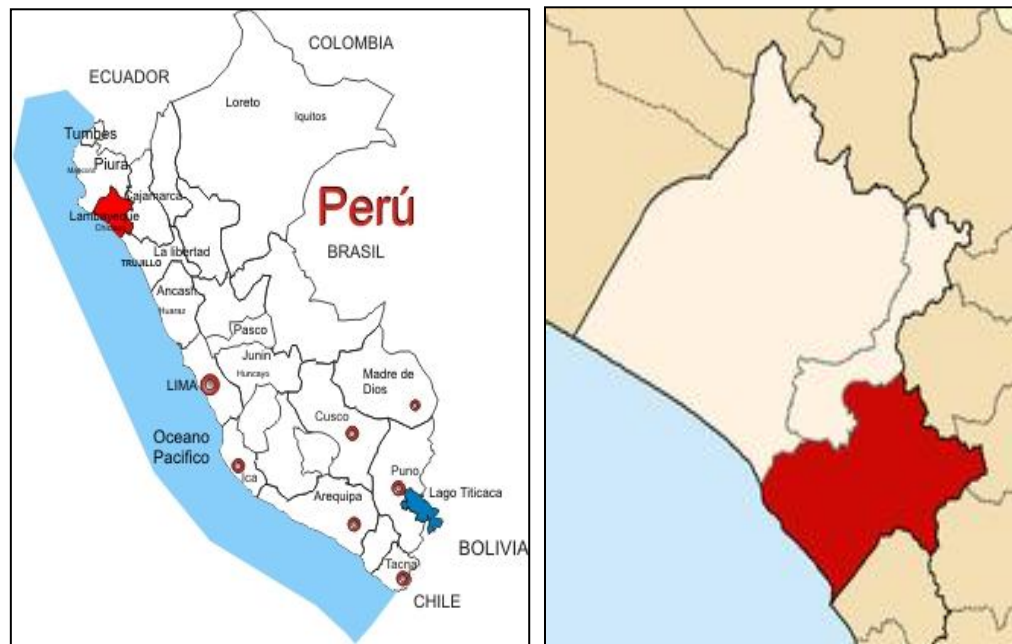 COLOMBIA
ECUADOR
Loreto
Iquitos
Tumbes
Piura
Cajamarca
Perú
Lambayeque
La libertad
BRASIL
TRUJILLO
Ancash
Huaraz
Pasco
Junin
Huncayo
LIMA
Madre de
Dios
Cusco
Oceano
Pacifico
Ica
Puno
Arequipa
Lago Titicaca
BOLIVIA
Tacna
CHILE